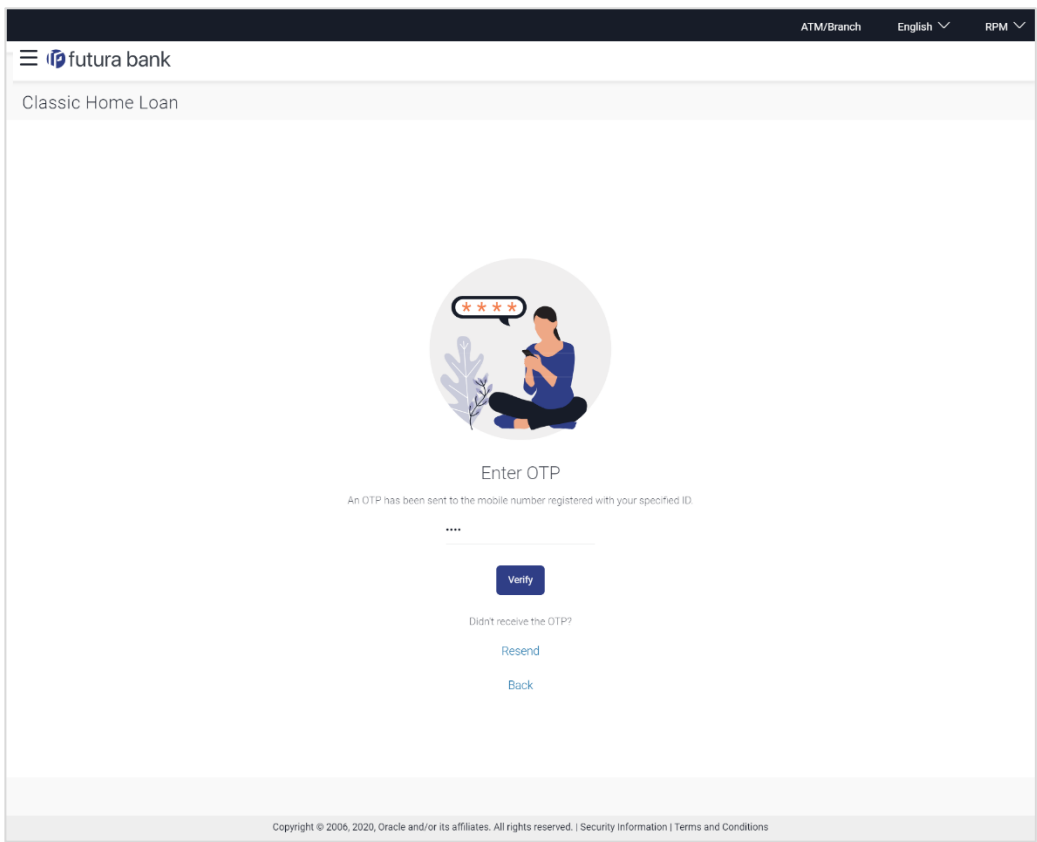 ATM/Branch English RPM
futura bank
Classic Home Loan
* * * *
Enter OTP
An OTP has been sent to the mobile number registered with your specified ID.
••••
Verify
Didn't receive the OTP?
Resend
Back
Copyright © 2006, 2020, Oracle and/or its affiliates. All rights reserved. | Security Information | Terms and Conditions